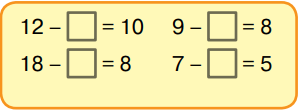 12 – □ = 10 9 – □ = 8
18 – □ = 8 7 – □ = 5